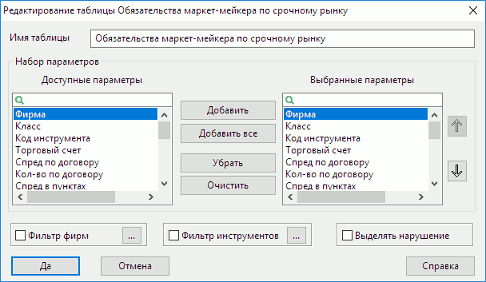 Редактирование таблицы Обязательства маркет-мейкера по срочному рынку
Имя таблицы
Обязательства маркет-мейкера по срочному рынку
Набор параметров
Доступные параметры
Фирма
Класс
Код инструмента
Торговый счет
Спред по договору
Кол-во по договору
Спред в пунктах
Добавить
Добавить все
Убрать
Очистить
Выбранные параметры
Фирма
Класс
Код инструмента
Торговый счет
Спред по договору
Кол-во по договору
Спред в пунктах
Фильтр фирм ...
Фильтр инструментов ...
Выделять нарушение
Да
Отмена
Справка